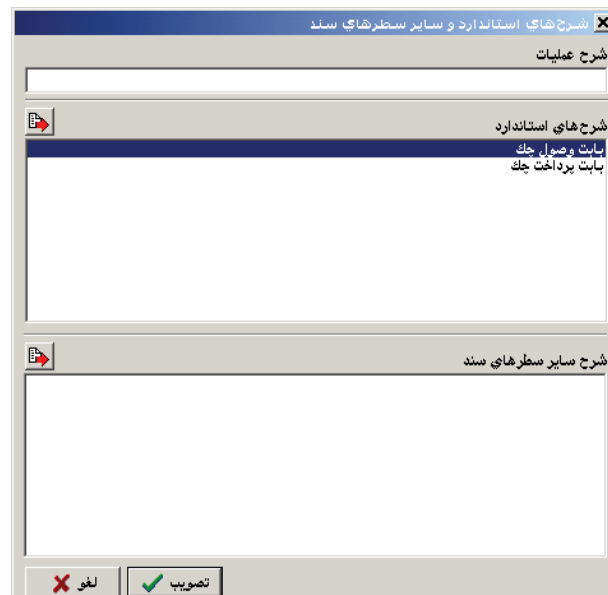 شرح‌هاي استاندارد و ساير سطرهاي سند
شرح عمليات
شرح‌هاي استاندارد
بابت وصول چك
بابت پرداخت چك
شرح ساير سطرهاي سند
تصويب
لغو